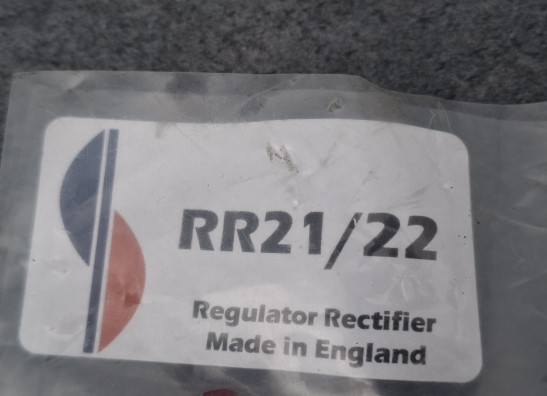 RR21/22
Regulator Rectifier
Made in England